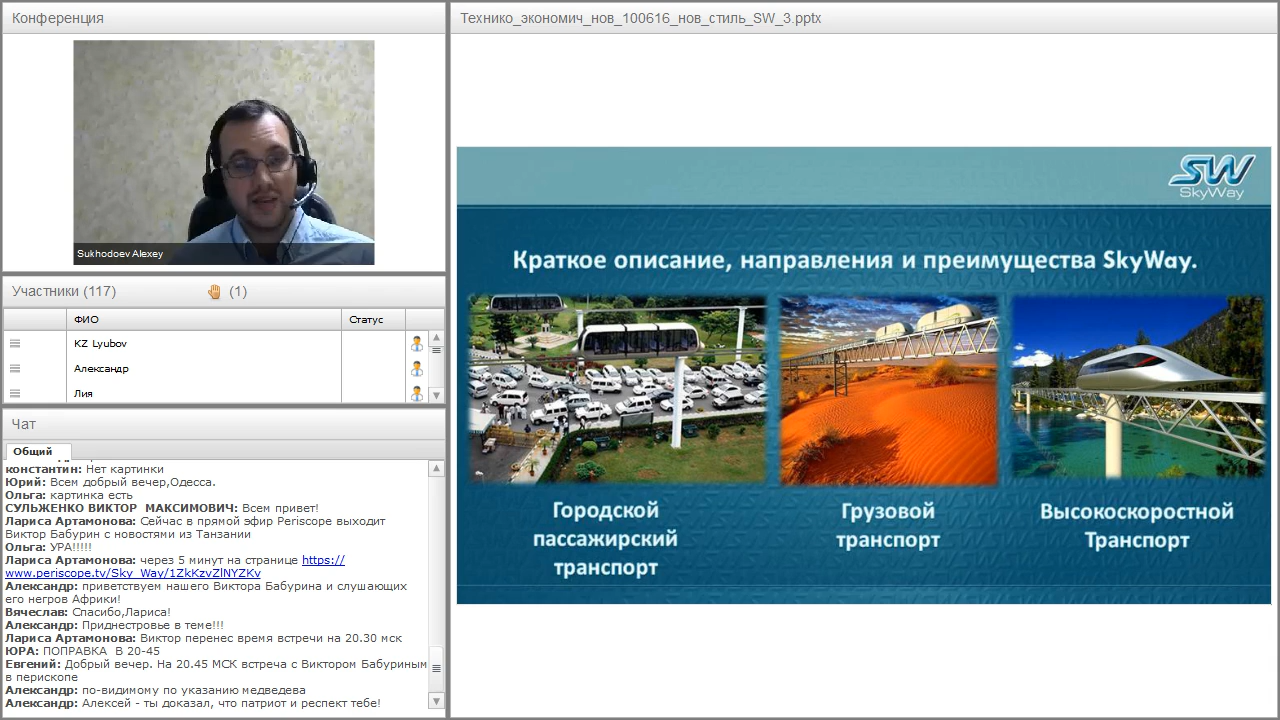 Конференция
Sukhodoev Alexey
Участники (117)
(1)
ФИО
Статус
KZ Lyubov
Александр
Лия
Чат
Общий
константин: Нет картинки
Юрий: Всем добрый вечер,Одесса.
Ольга: картинка есть
СУЛЬЖЕНКО ВИКТОР МАКСИМОВИЧ: Всем привет!
Лариса Артамонова: Сейчас в прямой эфир Periscope выходит
Виктор Бабурин с новостями из Танзании
Ольга: УРА!!!!!
Лариса Артамонова: через 5 минут на странице https://
www.periscope.tv/Sky_Way/1ZkKzvZlNYZKv
Александр: приветствуем нашего Виктора Бабурина и слушающих
его негров Африки!
Вячеслав: Спасибо,Лариса!
Александр: Приднестровье в теме!!!
Лариса Артамонова: Виктор перенес время встречи на 20.30 мск
ЮРА: ПОПРАВКА В 20-45
Евгений: Добрый вечер. На 20.45 МСК встреча с Виктором Бабуриным
в перископе
Александр: по-видимому по указанию медведева
Александр: Алексей - ты доказал, что патриот и респект тебе!
Технико_экономич_нов_100616_нов_стиль_SW_3.pptx
SW
SkyWay
Краткое описание, направления и преимущества SkyWay.
Городской
пассажирский
транспорт
Грузовой
транспорт
Высокоскоростной
Транспорт